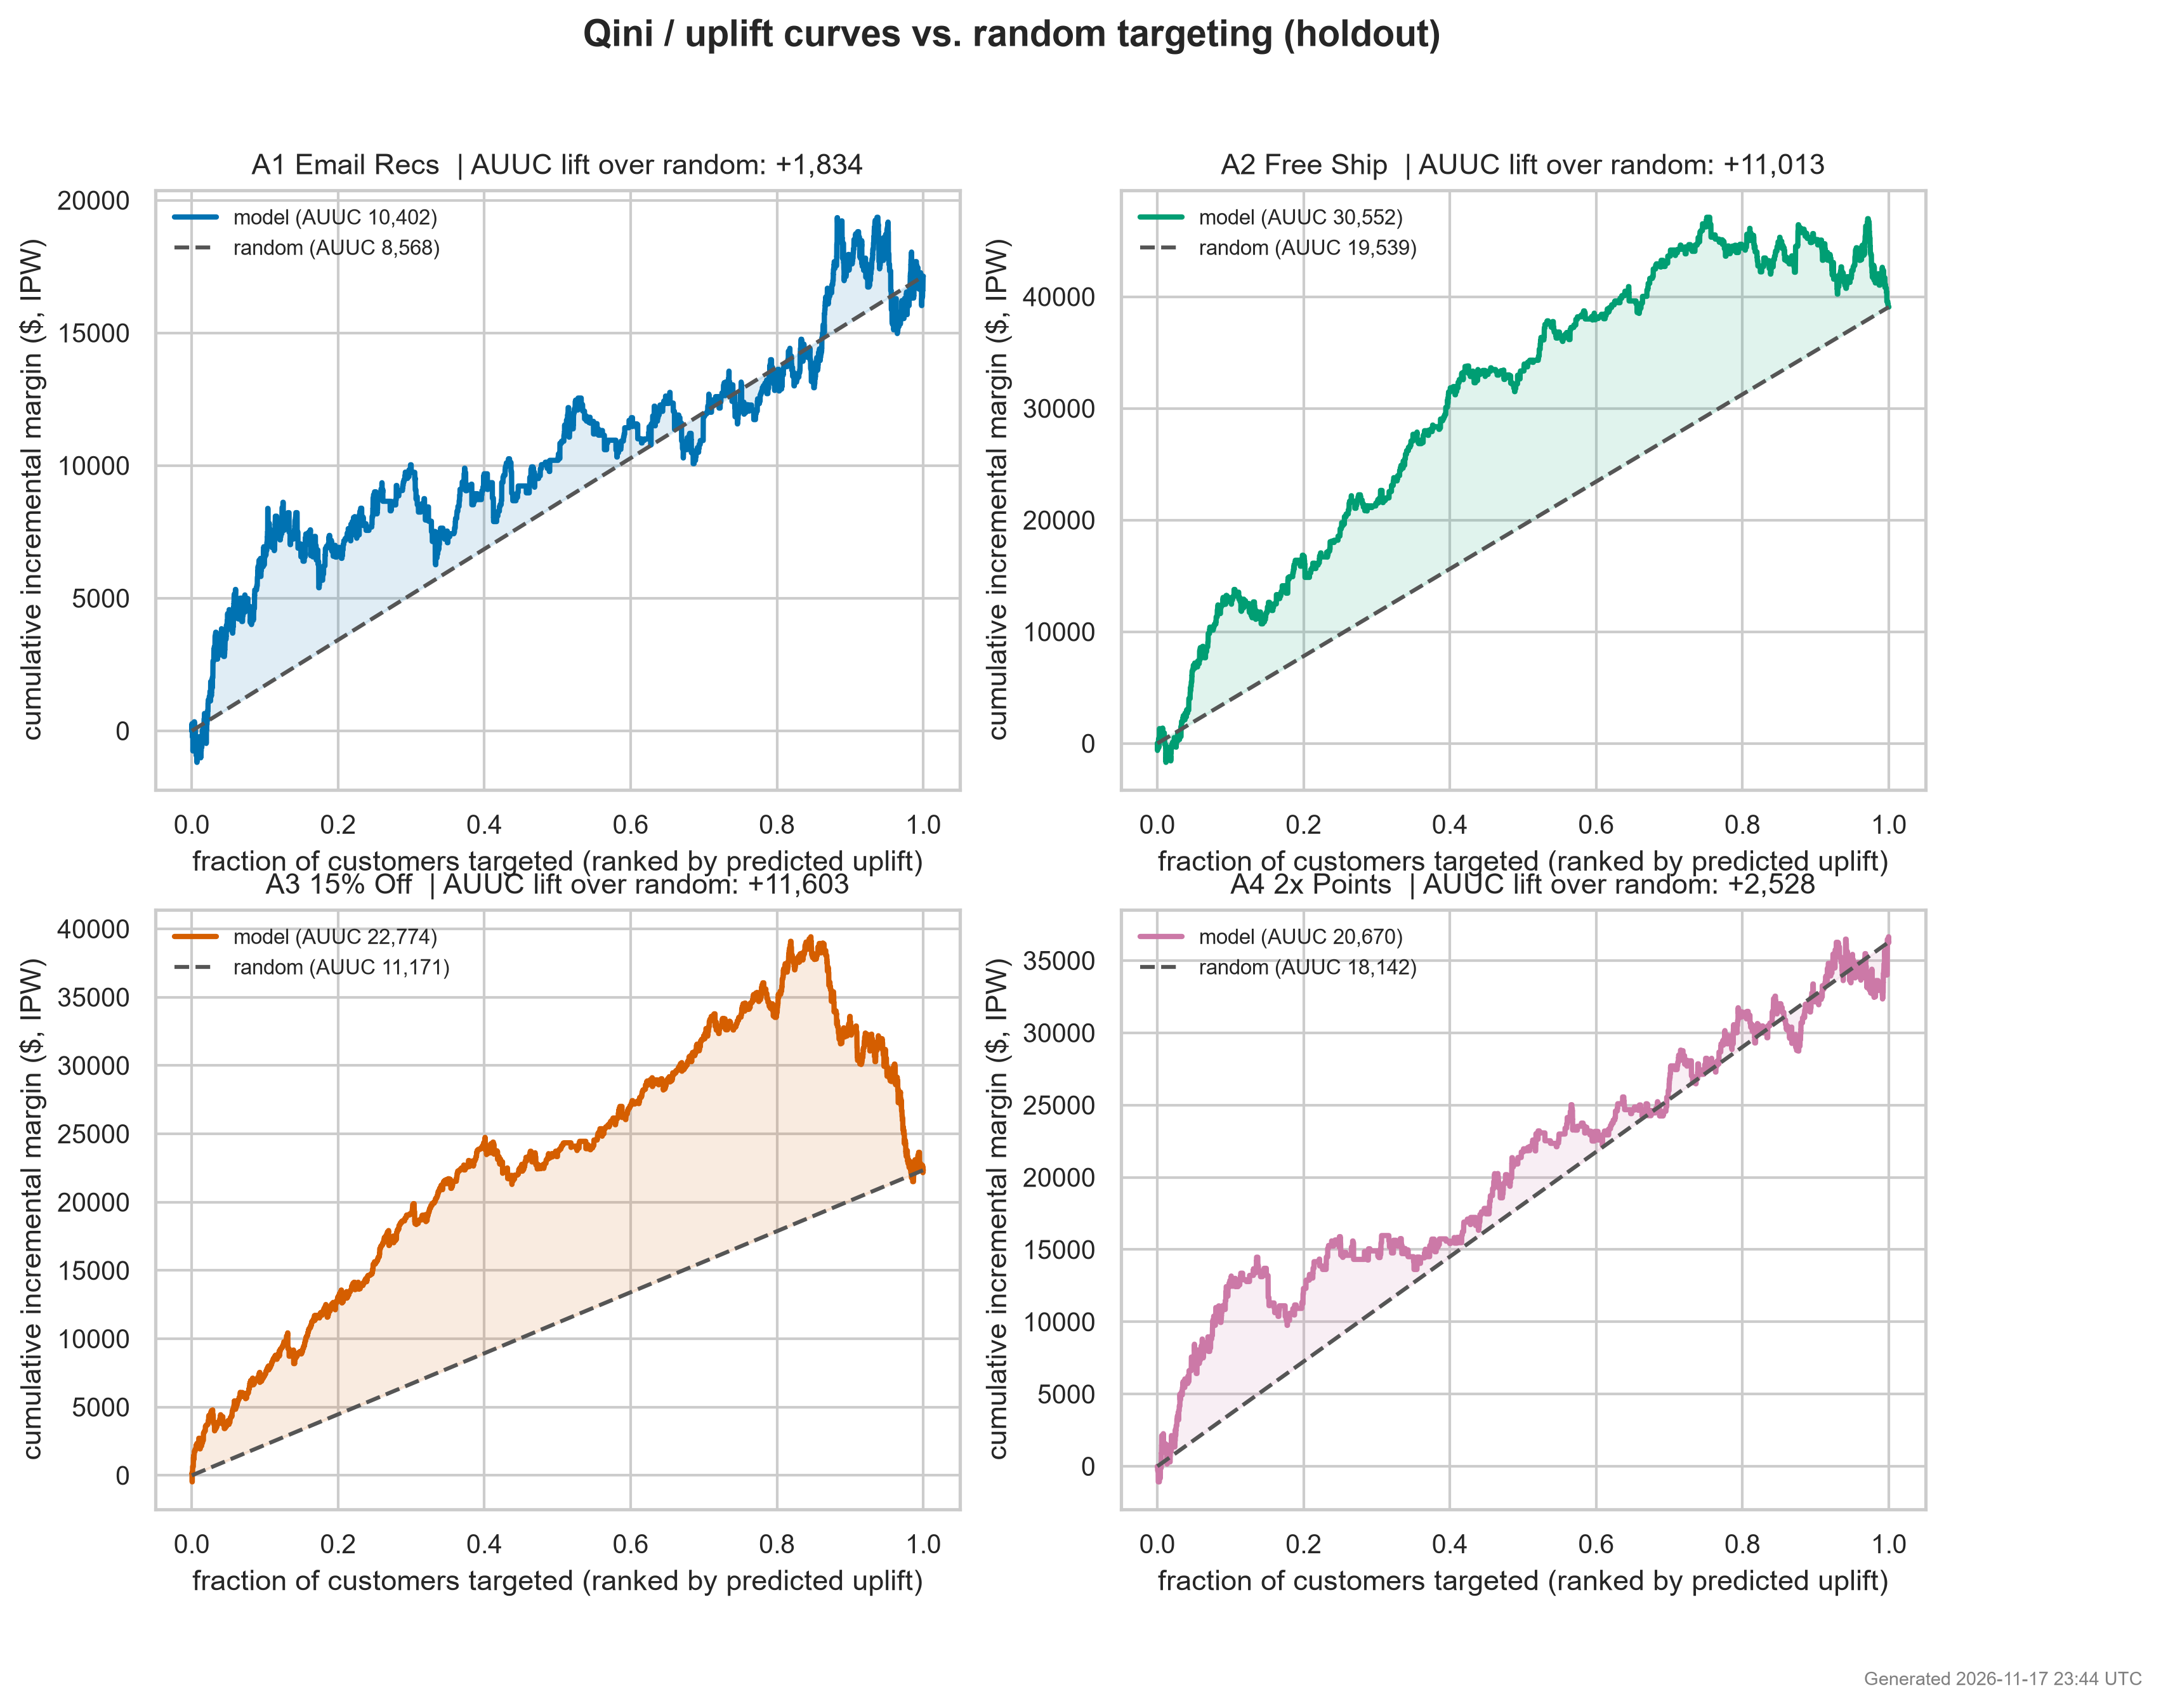 Qini / uplift curves vs. random targeting (holdout)
A1 Email Recs | AUUC lift over random: +1,834
model (AUUC 10,402)
random (AUUC 8,568)
cumulative incremental margin ($, IPW)
20000
15000
10000
5000
0
0.0 0.2 0.4 0.6 0.8 1.0
fraction of customers targeted (ranked by predicted uplift)
A2 Free Ship | AUUC lift over random: +11,013
model (AUUC 30,552)
random (AUUC 19,539)
cumulative incremental margin ($, IPW)
40000
30000
20000
10000
0
0.0 0.2 0.4 0.6 0.8 1.0
fraction of customers targeted (ranked by predicted uplift)
A3 15% Off | AUUC lift over random: +11,603
model (AUUC 22,774)
random (AUUC 11,171)
cumulative incremental margin ($, IPW)
40000
35000
30000
25000
20000
15000
10000
5000
0
0.0 0.2 0.4 0.6 0.8 1.0
fraction of customers targeted (ranked by predicted uplift)
A4 2x Points | AUUC lift over random: +2,528
model (AUUC 20,670)
random (AUUC 18,142)
cumulative incremental margin ($, IPW)
35000
30000
25000
20000
15000
10000
5000
0
0.0 0.2 0.4 0.6 0.8 1.0
fraction of customers targeted (ranked by predicted uplift)
Generated 2026-11-17 23:44 UTC